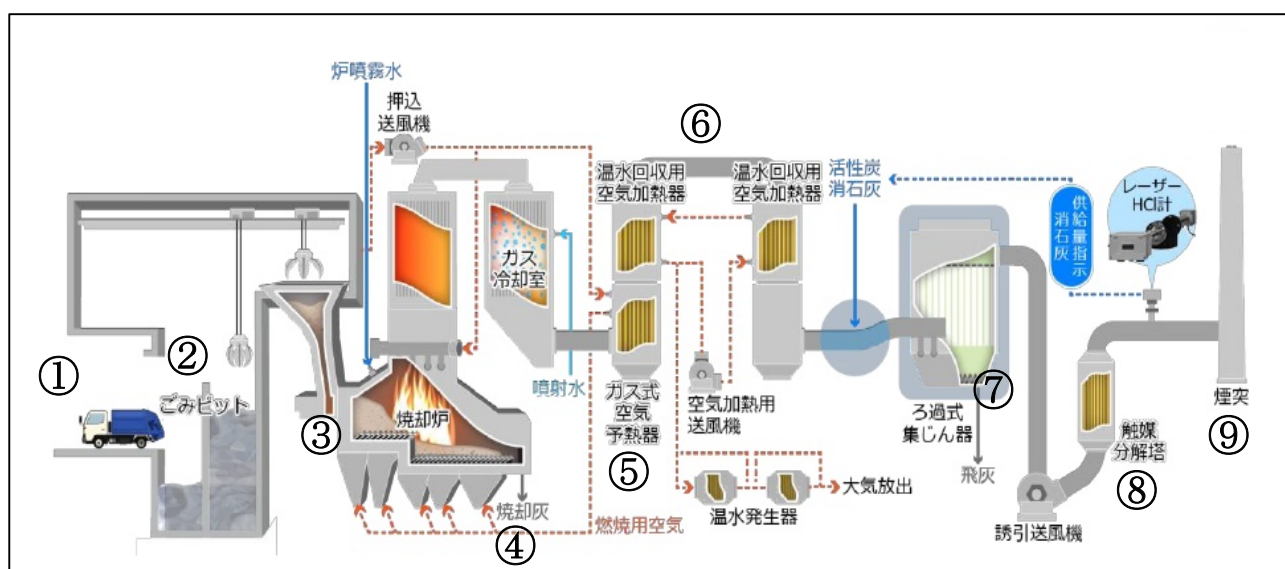 炉噴霧水
押込
送風機
⑥
温水回収用
空気加熱器
温水回収用
空気加熱器
活性炭
消石灰
レーザー
HCl計
供給量指示
消石灰
ガス
冷却室
①
②
ごみピット
③
焼却炉
噴射水
ガス式
空気
予熱器
⑤
空気加熱用
送風機
⑦
ろ過式
集じん器
触媒
分解塔
⑧
煙突
⑨
焼却灰
④
燃焼用空気
温水発生器
大気放出
飛灰
誘引送風機